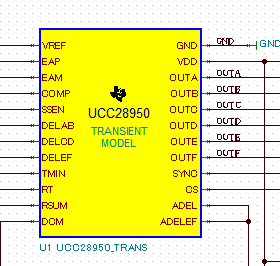 VREF GND GND GND
EAP VDD
EAM OUTA OUTA
COMP OUTB OUTB
SSEN OUTC OUTC
UCC28950
DELAB OUTD OUTD
TRANSIENT
DELCD OUTE OUTE
MODEL
DELEF OUTF OUTF
TMIN SYNC
RT CS
RSUM ADEL
DCM ADELEF
U1 UCC28950_TRANS